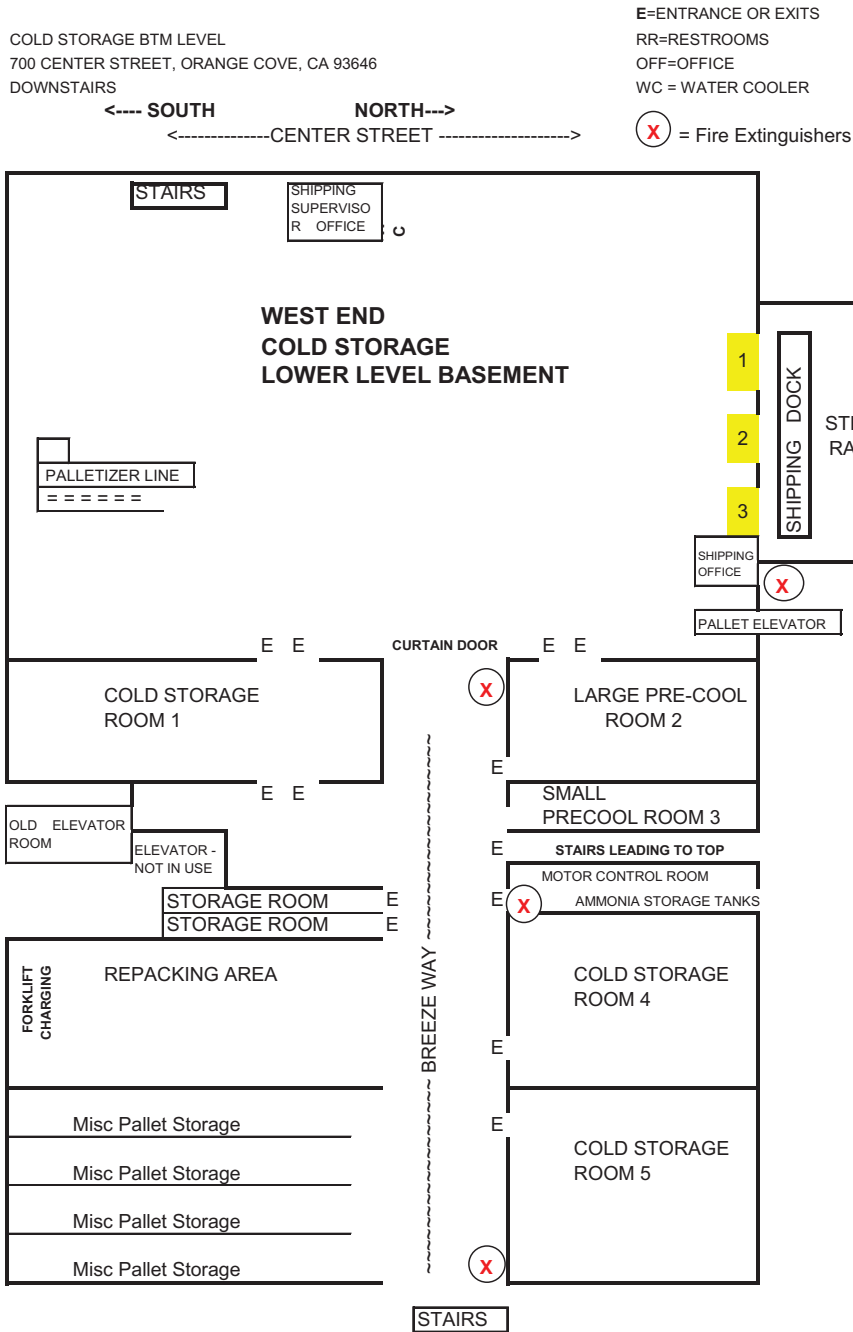 E=ENTRANCE OR EXITS
COLD STORAGE BTM LEVEL
RR=RESTROOMS
700 CENTER STREET, ORANGE COVE, CA 93646
OFF=OFFICE
DOWNSTAIRS
WC = WATER COOLER
<---- SOUTH NORTH--->
<--------------CENTER STREET -------------------->
X = Fire Extinguishers
STAIRS
SHIPPING
SUPERVISO
R OFFICE
C
WEST END
COLD STORAGE
LOWER LEVEL BASEMENT
1
2
3
SHIPPING DOCK
PALLETIZER LINE
= = = = = =
SHIPPING
OFFICE
X
PALLET ELEVATOR
E E
CURTAIN DOOR
E E
COLD STORAGE
ROOM 1
X
LARGE PRE-COOL
ROOM 2
E
E E
SMALL
PRECOOL ROOM 3
OLD ELEVATOR
ROOM
ELEVATOR -
NOT IN USE
E
STAIRS LEADING TO TOP
MOTOR CONTROL ROOM
STORAGE ROOM E
E X AMMONIA STORAGE TANKS
STORAGE ROOM E
FORKLIFT
CHARGING
REPACKING AREA
BREEZE WAY
COLD STORAGE
ROOM 4
E
Misc Pallet Storage
E
COLD STORAGE
ROOM 5
Misc Pallet Storage
Misc Pallet Storage
Misc Pallet Storage
X
STAIRS